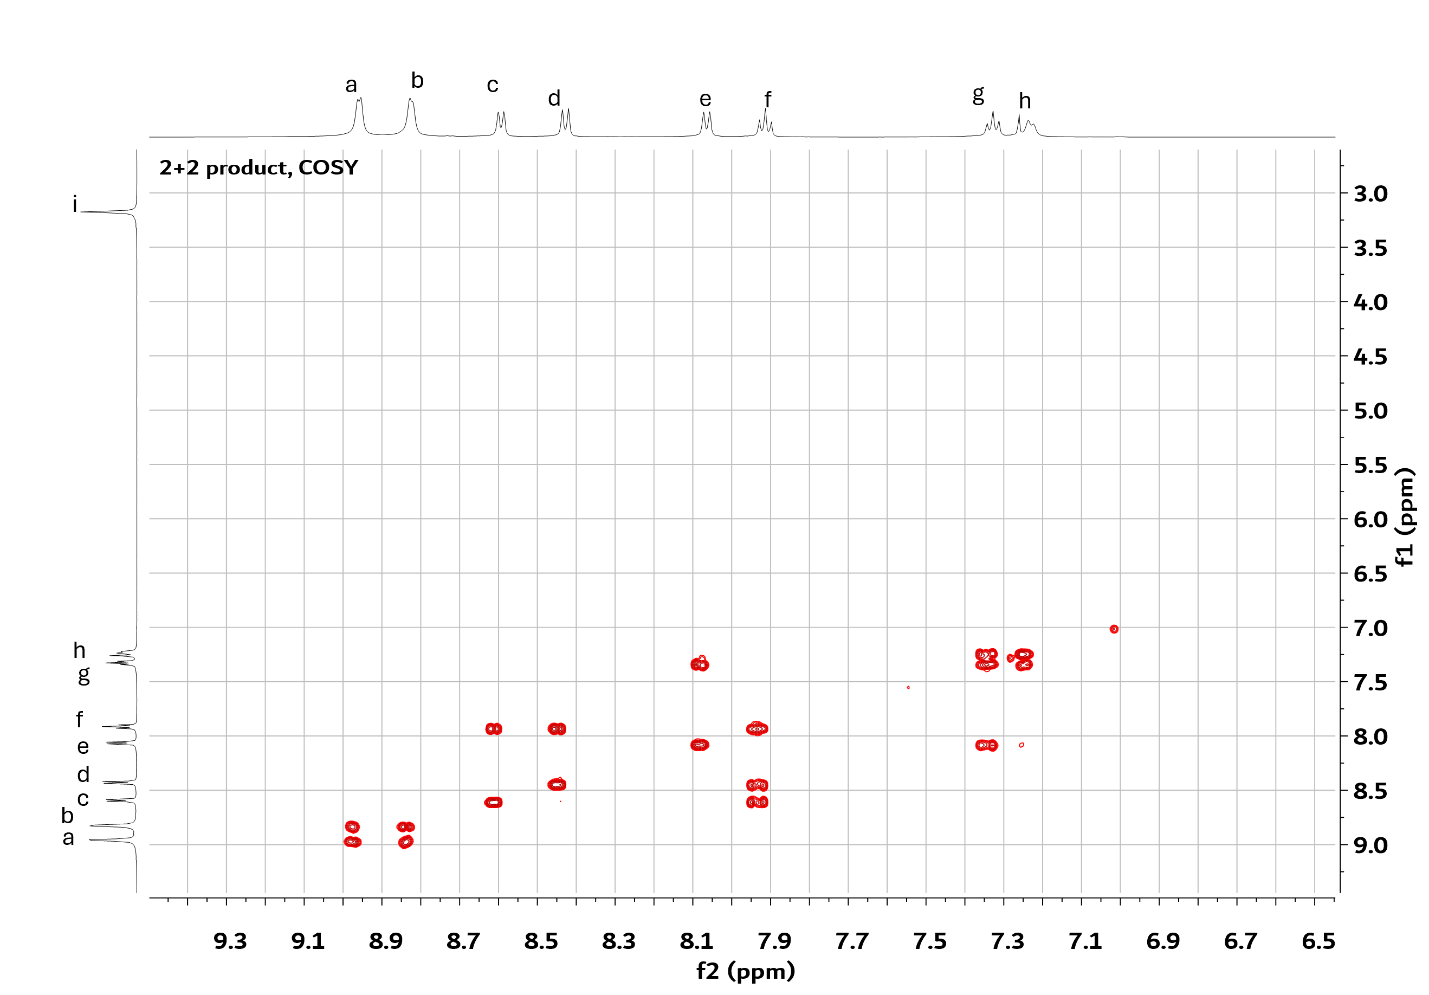 a b c d e f g h
2+2 product, COSY
i
h
g
f
e
d
c
b
a
3.0
3.5
4.0
4.5
5.0
5.5
6.0
6.5
7.0
7.5
8.0
8.5
9.0
f1 (ppm)
9.3 9.1 8.9 8.7 8.5 8.3 8.1 7.9 7.7 7.5 7.3 7.1 6.9 6.7 6.5
f2 (ppm)